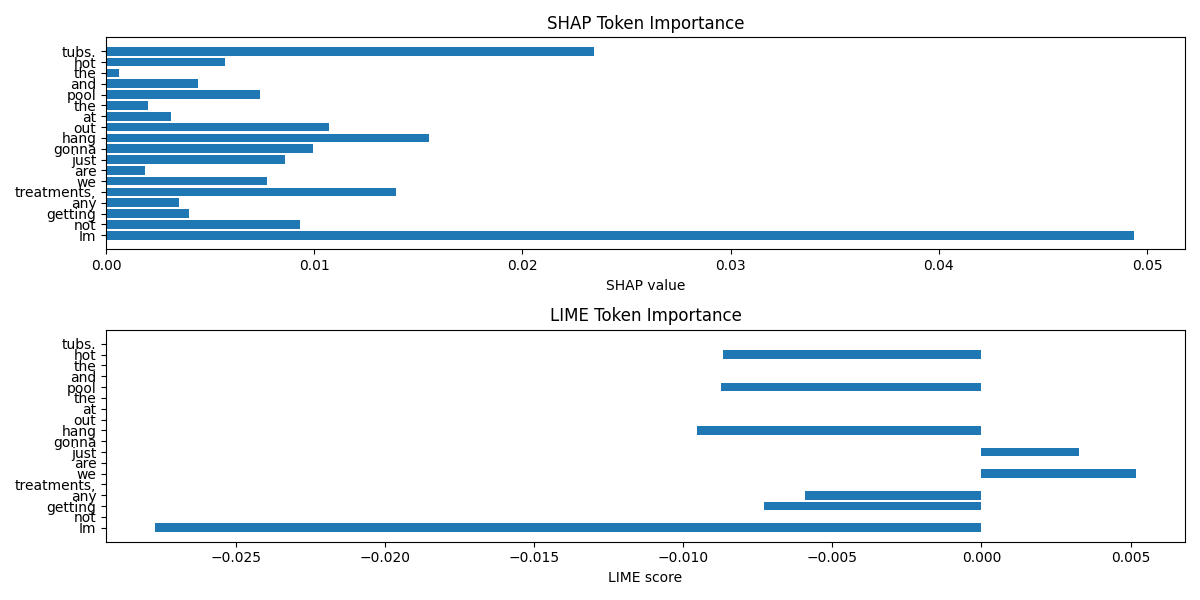 SHAP Token Importance
tubs.
hot
the
and
pool
the
at
out
hang
gonna
just
are
we
treatments,
any
getting
not
Im
0.00 0.01 0.02 0.03 0.04 0.05
SHAP value
LIME Token Importance
tubs.
hot
the
and
pool
the
at
out
hang
gonna
just
are
we
treatments,
any
getting
not
Im
−0.025 −0.020 −0.015 −0.010 −0.005 0.000 0.005
LIME score